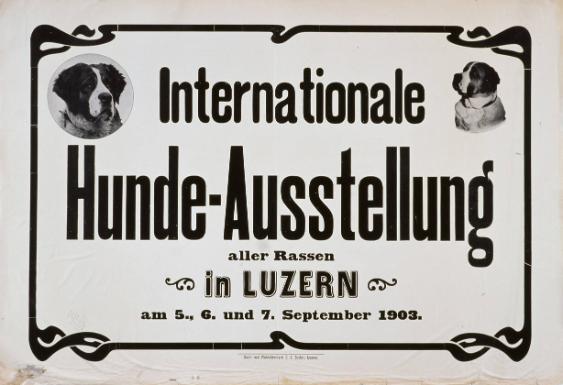 Internationale
Hunde-Ausstellung
aller Rassen
in LUZERN
am 5., 6. und 7. September 1903.